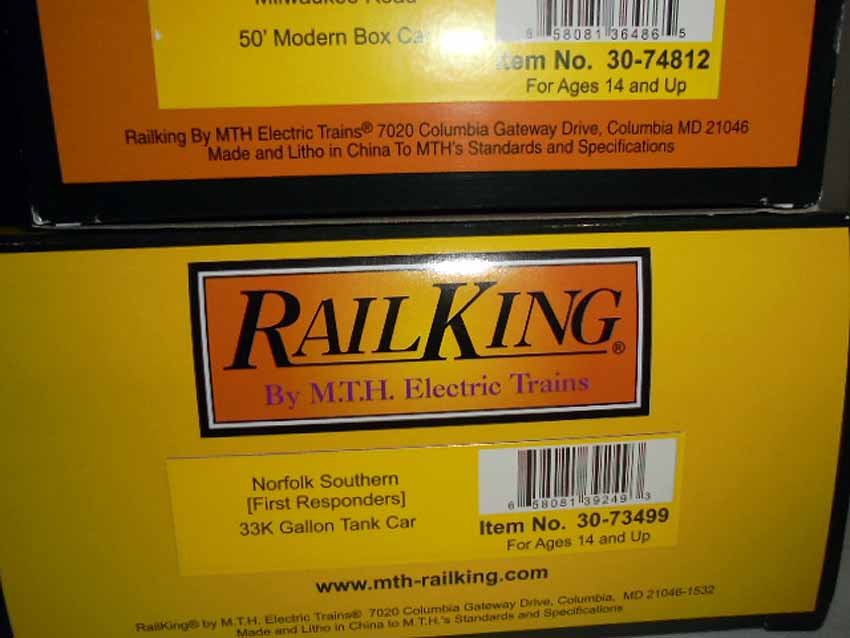 Milwaukee Road
50' Modern Box Car
6 58081 36486 5
Item No. 30-74812
For Ages 14 and Up
Railking By MTH Electric Trains® 7020 Columbia Gateway Drive, Columbia MD 21046
Made and Litho in China To MTH's Standards and Specifications
RAILKING®
By M.T.H. Electric Trains
Norfolk Southern
[First Responders]
33K Gallon Tank Car
6 58081 39249 3
Item No. 30-73499
For Ages 14 and Up
www.mth-railking.com
RailKing® by M.T.H. Electric Trains® 7020 Columbia Gateway Drive, Columbia, MD 21046-1532
Made and Litho in China to M.T.H.'s Standards and Specifications